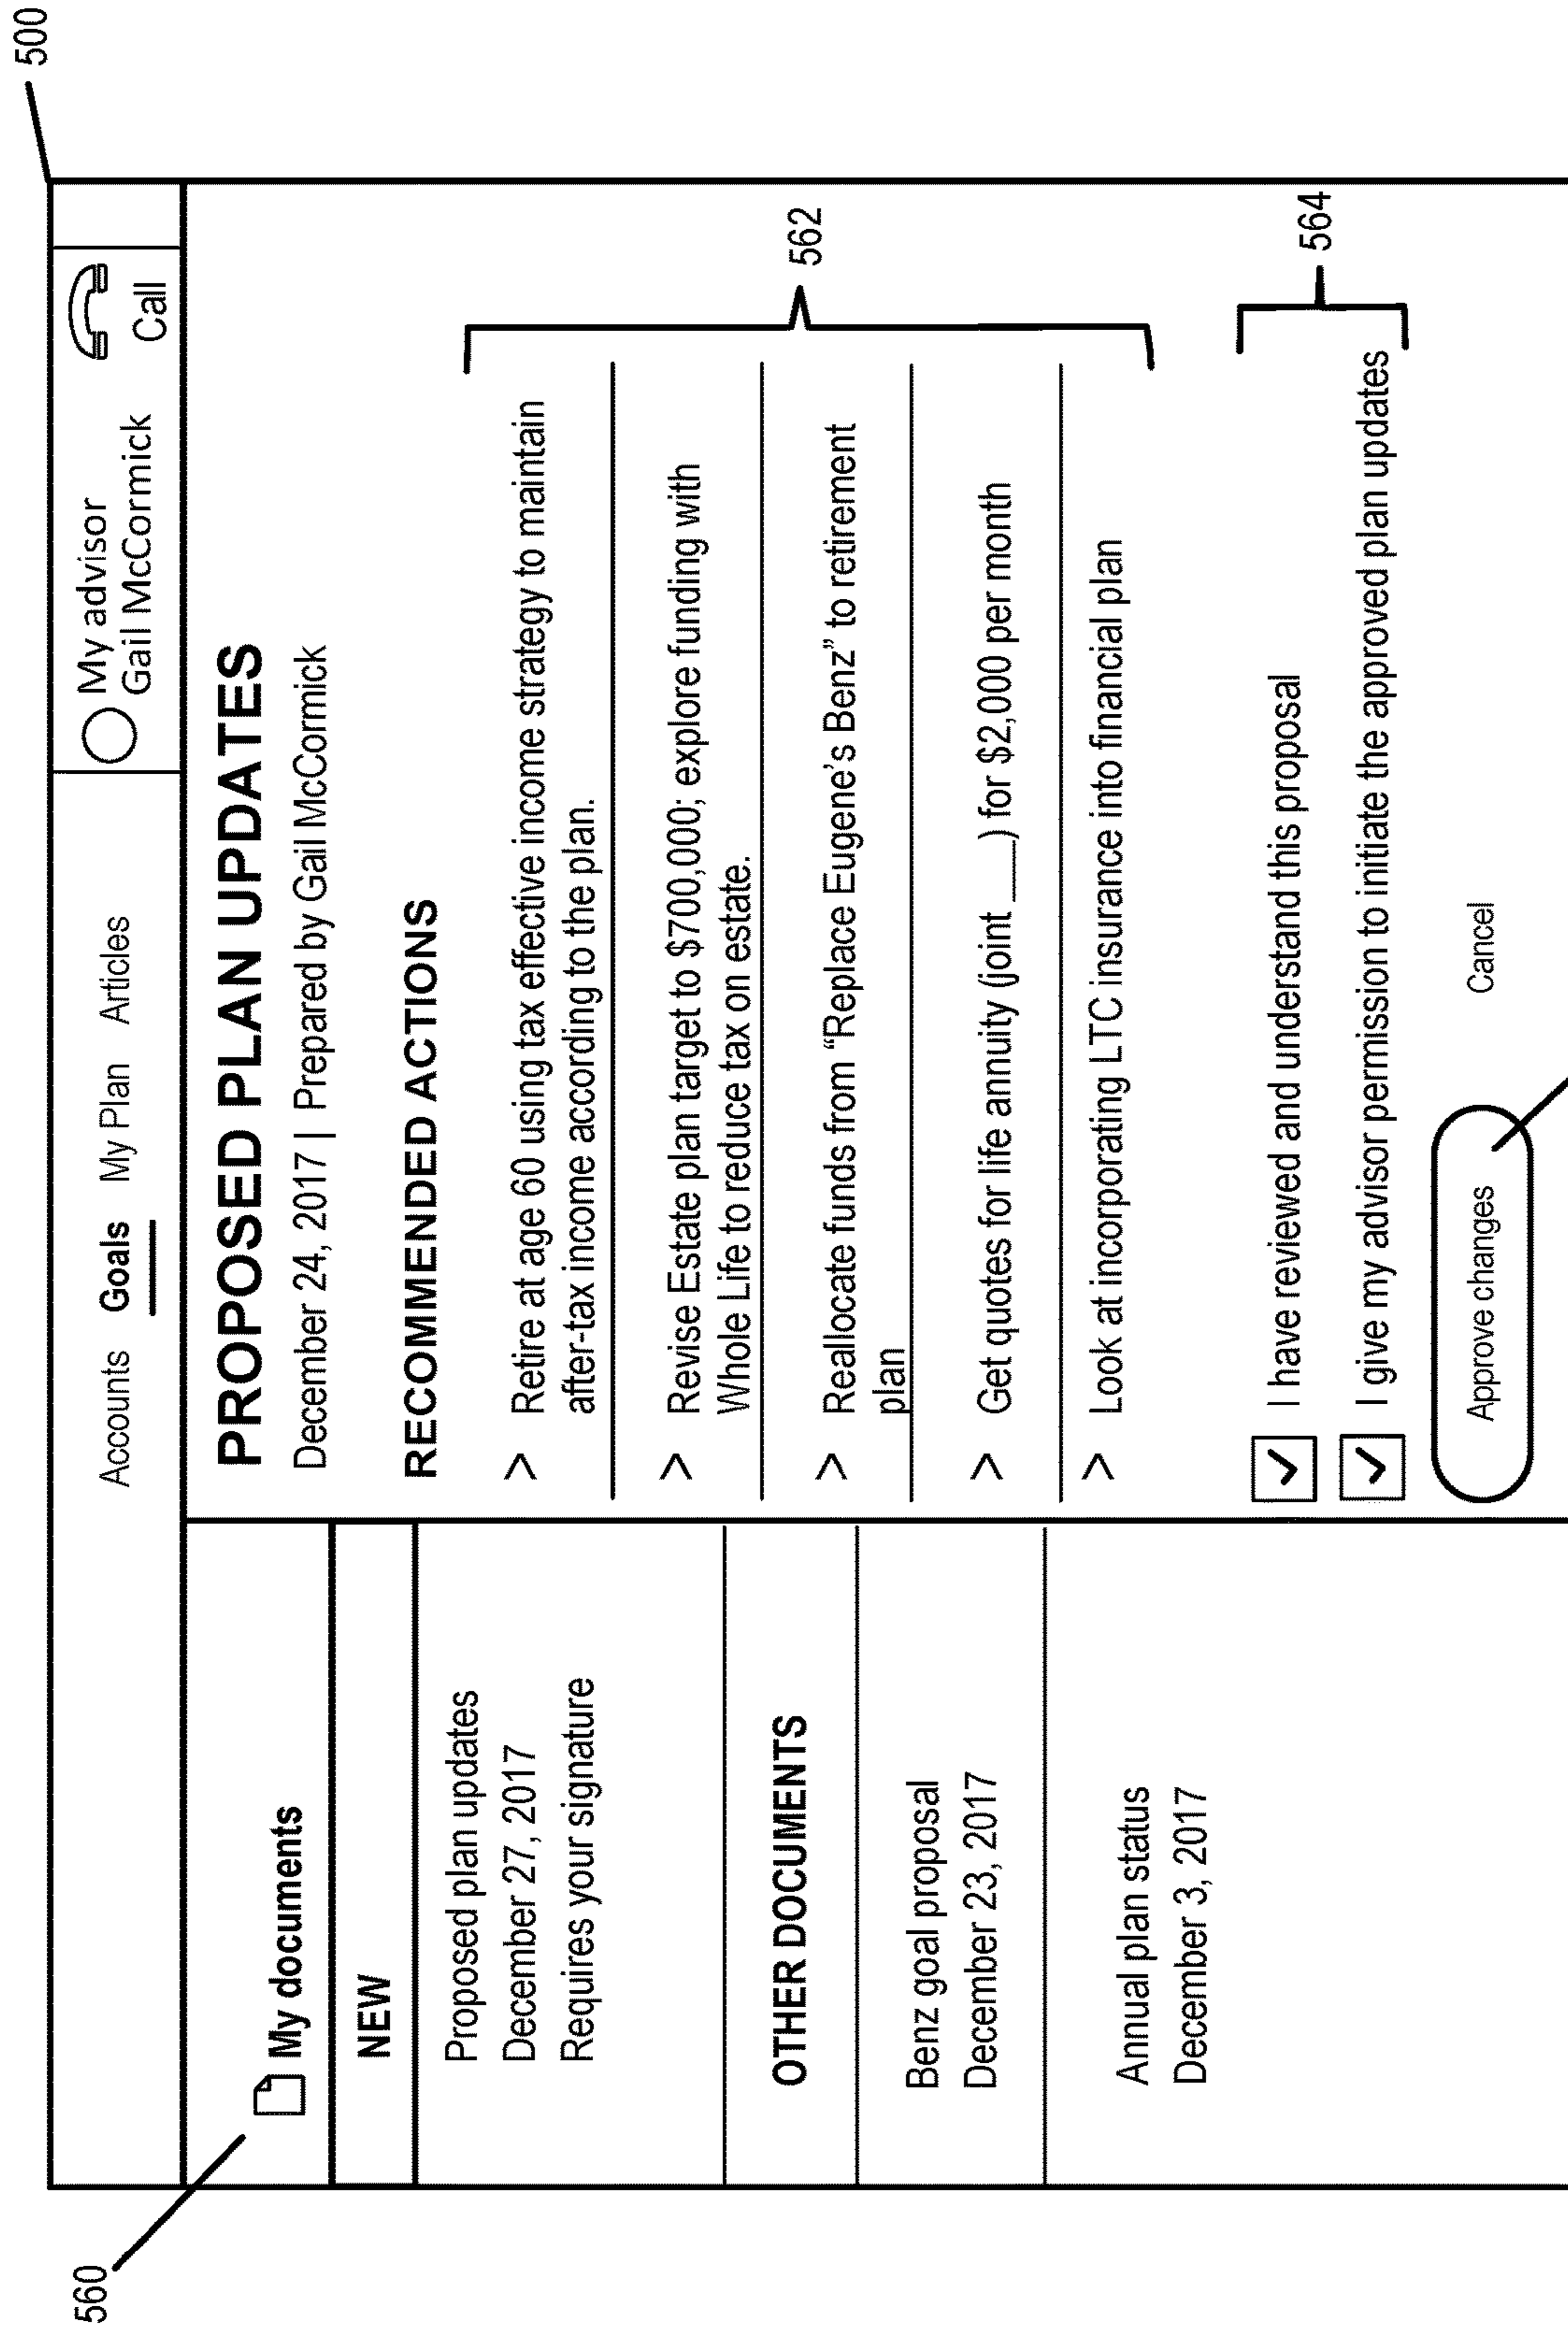 500
Accounts Goals My Plan Articles
My advisor
Gail McCormick
Call
560
My documents
NEW
Proposed plan updates
December 27, 2017
Requires your signature
OTHER DOCUMENTS
Benz goal proposal
December 23, 2017
Annual plan status
December 3, 2017
PROPOSED PLAN UPDATES
December 24, 2017 | Prepared by Gail McCormick
RECOMMENDED ACTIONS
> Retire at age 60 using tax effective income strategy to maintain
after-tax income according to the plan.
> Revise Estate plan target to $700,000; explore funding with
Whole Life to reduce tax on estate.
> Reallocate funds from “Replace Eugene’s Benz” to retirement
plan
> Get quotes for life annuity (joint ___) for $2,000 per month
> Look at incorporating LTC insurance into financial plan
562
I have reviewed and understand this proposal
I give my advisor permission to initiate the approved plan updates
564
Approve changes
Cancel